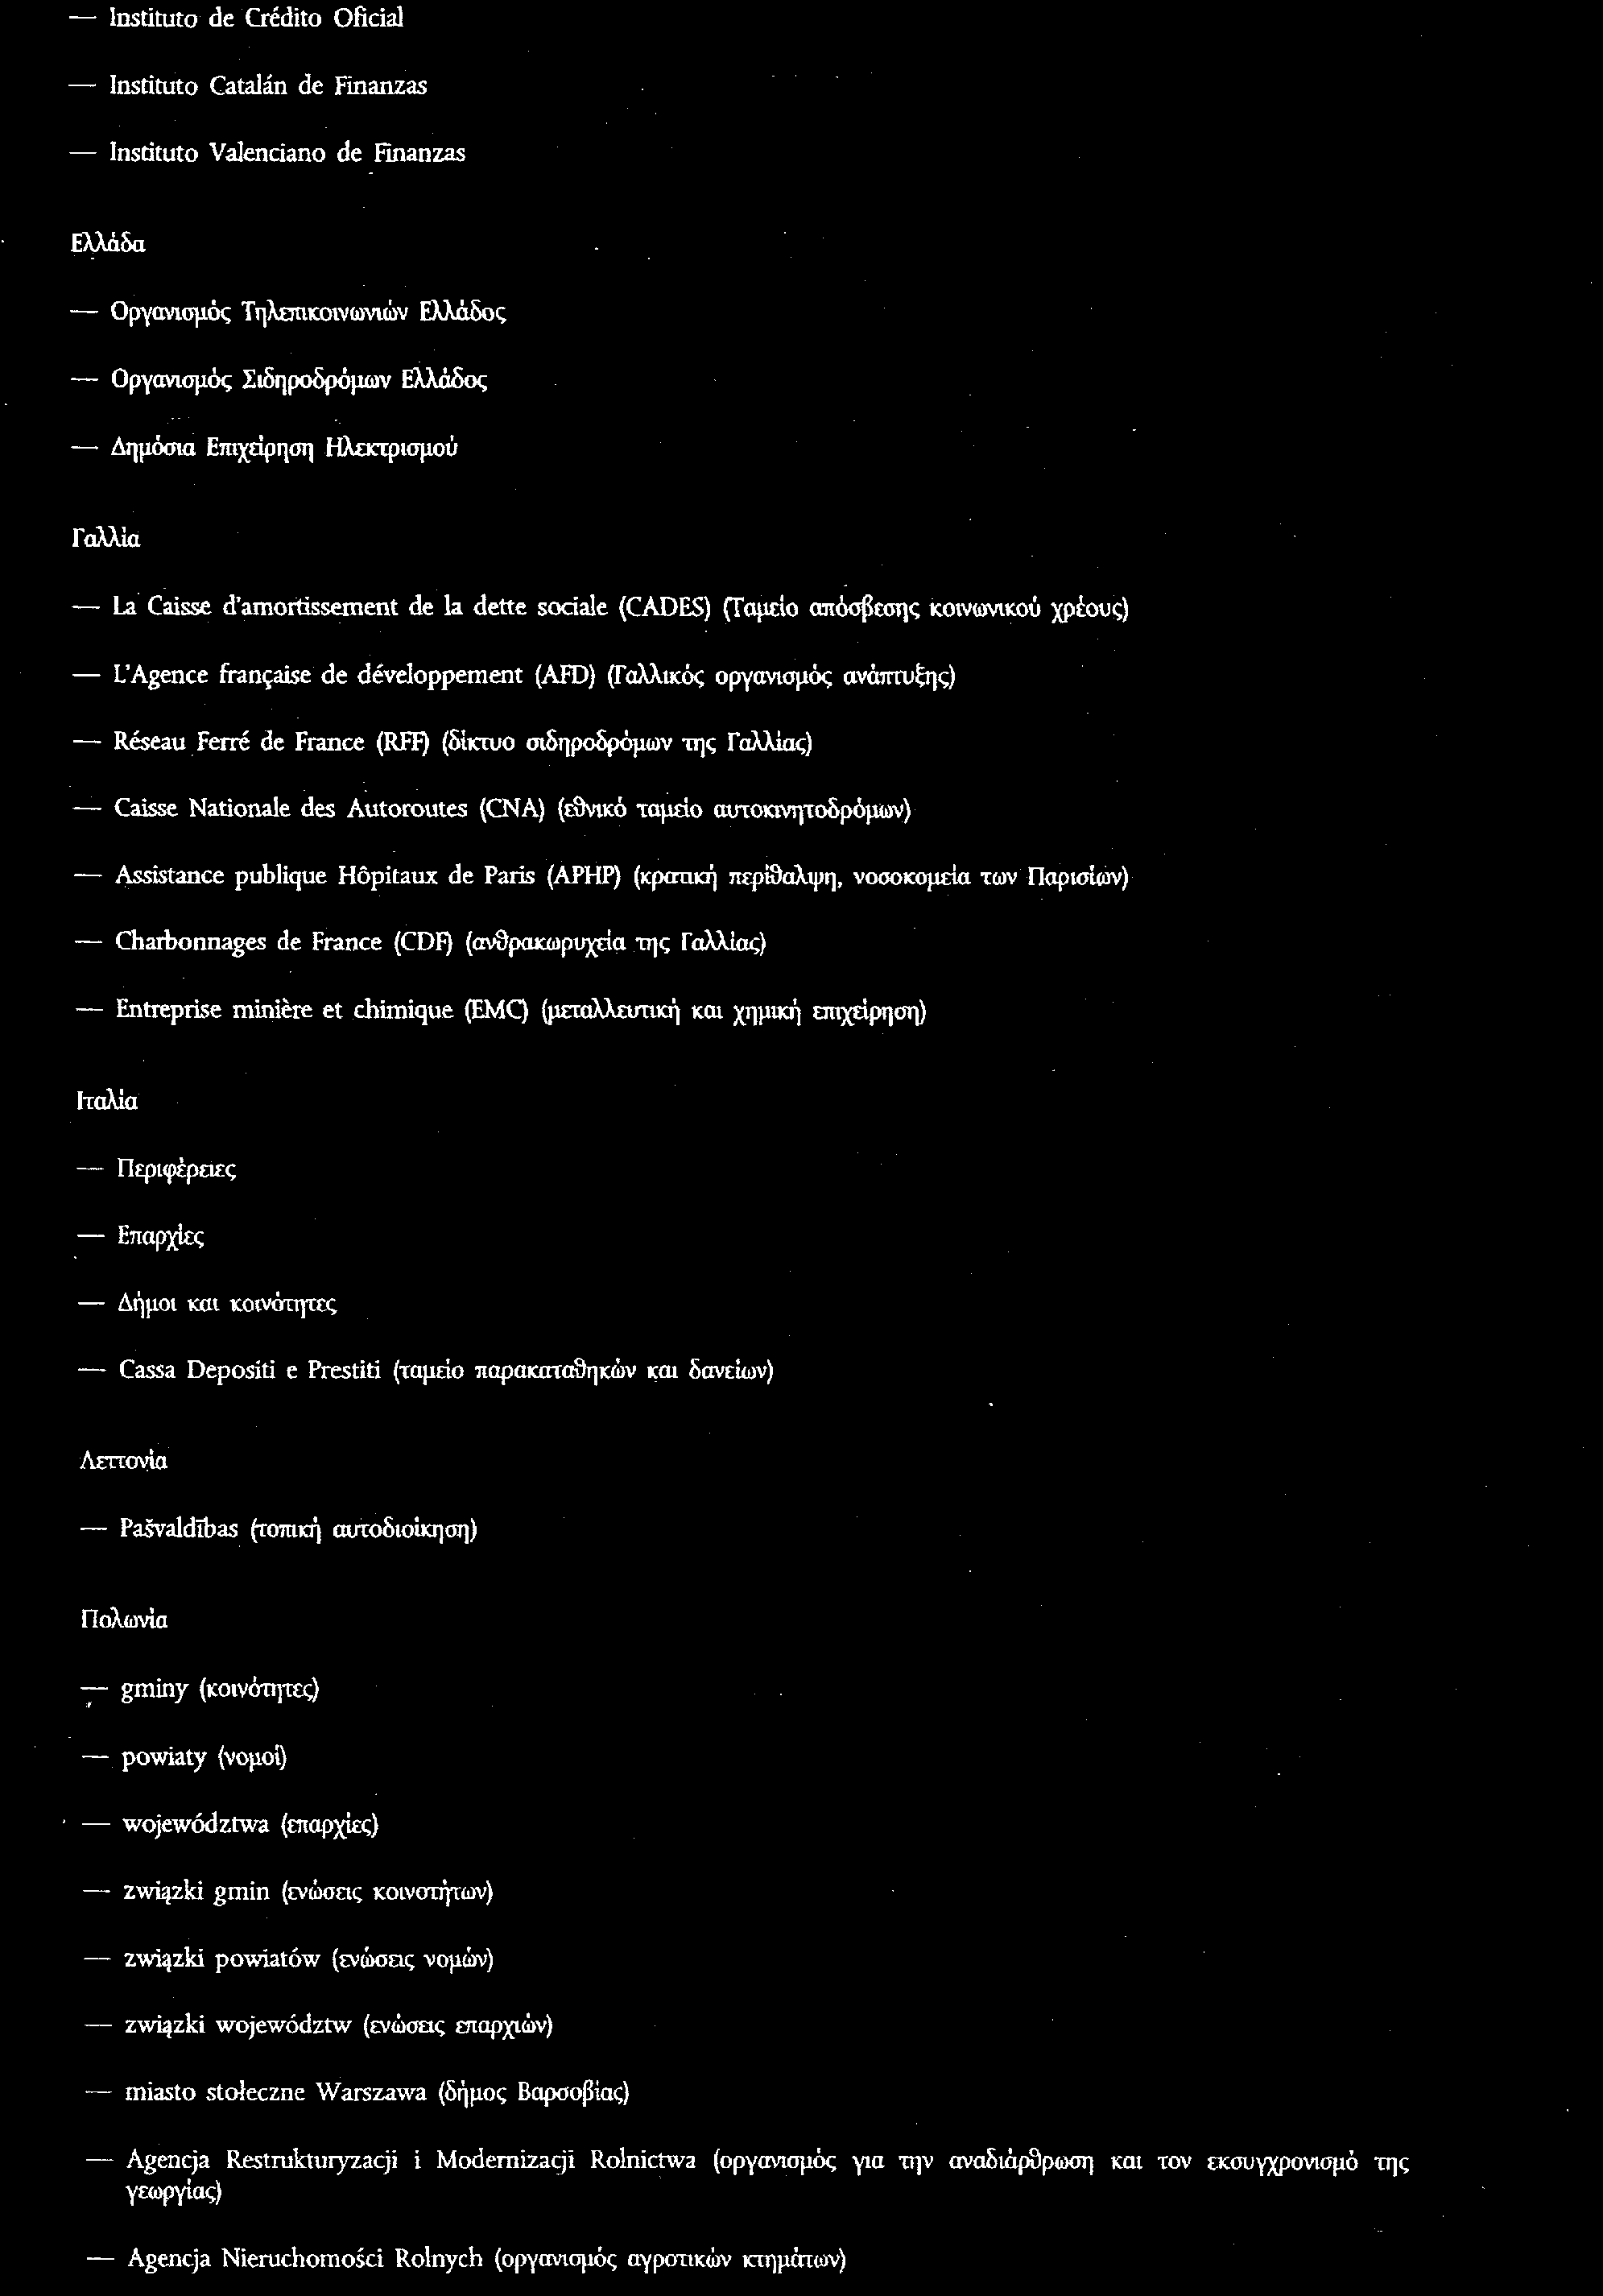 — Instituto de Crédito Oficial
— Instituto Catalán de Finanzas
— Instituto Valenciano de Finanzas
Ελλάδα
— Οργανισμός Τηλεπικοινωνιών Ελλάδος
— Οργανισμός Σιδηροδρόμων Ελλάδος
— Δημόσια Επιχείρηση Ηλεκτρισμού
Γαλλία
— La Caisse d'amortissement de la dette sociale (CADES) (Ταμείο απόσβεσης κοινωνικού χρέους)
— L'Agence française de développement (AFD) (Γαλλικός οργανισμός ανάπτυξης)
— Réseau Ferré de France (RFF) (δίκτυο σιδηροδρόμων της Γαλλίας)
— Caisse Nationale des Autoroutes (CNA) (εθνικό ταμείο αυτοκινητοδρόμων)
— Assistance publique Hôpitaux de Paris (APHP) (κρατική περίθαλψη, νοσοκομεία των Παρισίων)
— Charbonnages de France (CDF) (ανθρακωρυχεία της Γαλλίας)
— Entreprise minière et chimique (EMC) (μεταλλευτική και χημική επιχείρηση)
Ιταλία
— Περιφέρειες
— Επαρχίες
— Δήμοι και κοινότητες
— Cassa Depositi e Prestiti (ταμείο παρακαταθηκών και δανείων)
Λεττονία
— Pašvaldības (τοπική αυτοδιοίκηση)
Πολωνία
— gminy (κοινότητες)
— powiaty (νομοί)
— województwa (επαρχίες)
— związki gmin (ενώσεις κοινοτήτων)
— związki powiatów (ενώσεις νομών)
— związki województw (ενώσεις επαρχιών)
— miasto stołeczne Warszawa (δήμος Βαρσοβίας)
— Agencja Restrukturyzacji i Modernizacji Rolnictwa (οργανισμός για την αναδιάρθρωση και τον εκσυγχρονισμό της
γεωργίας)
— Agencja Nieruchomości Rolnych (οργανισμός αγροτικών κτημάτων)